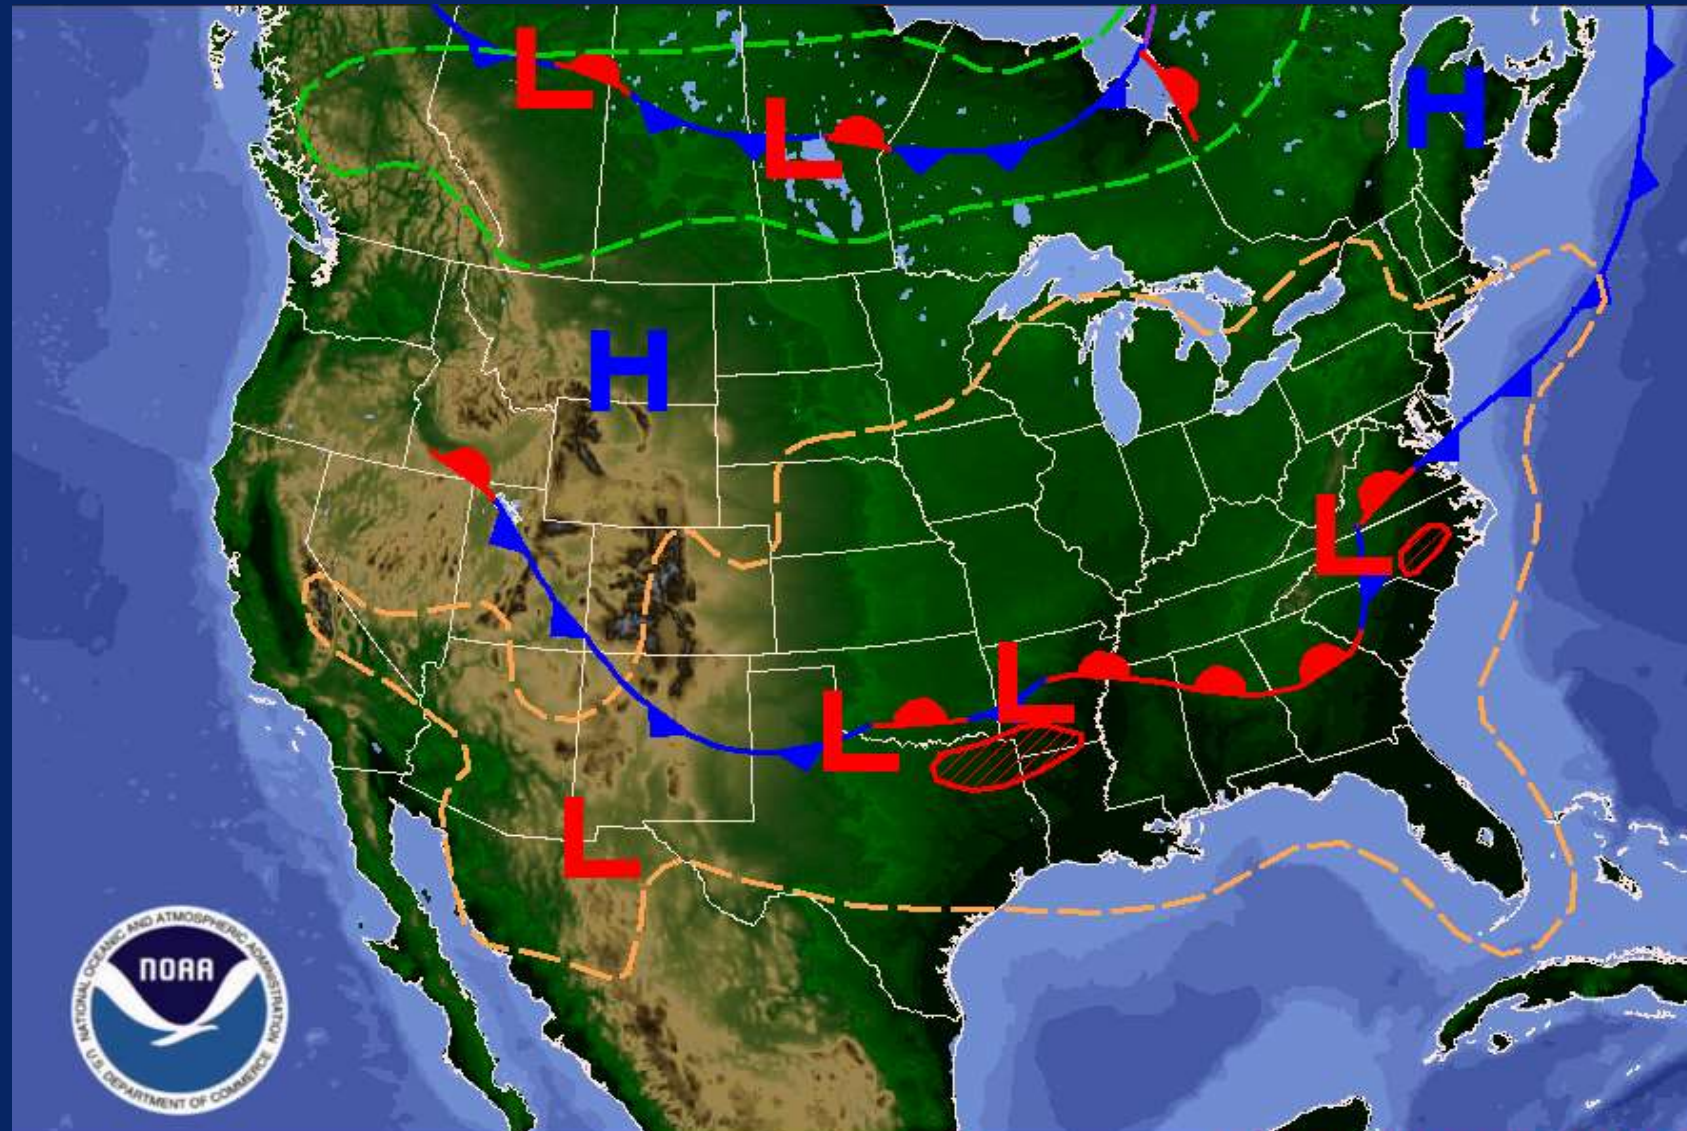 L
L
H
H
L
L
L
L
NATIONAL OCEANIC AND ATMOSPHERIC ADMINISTRATION
NOAA
U.S. DEPARTMENT OF COMMERCE